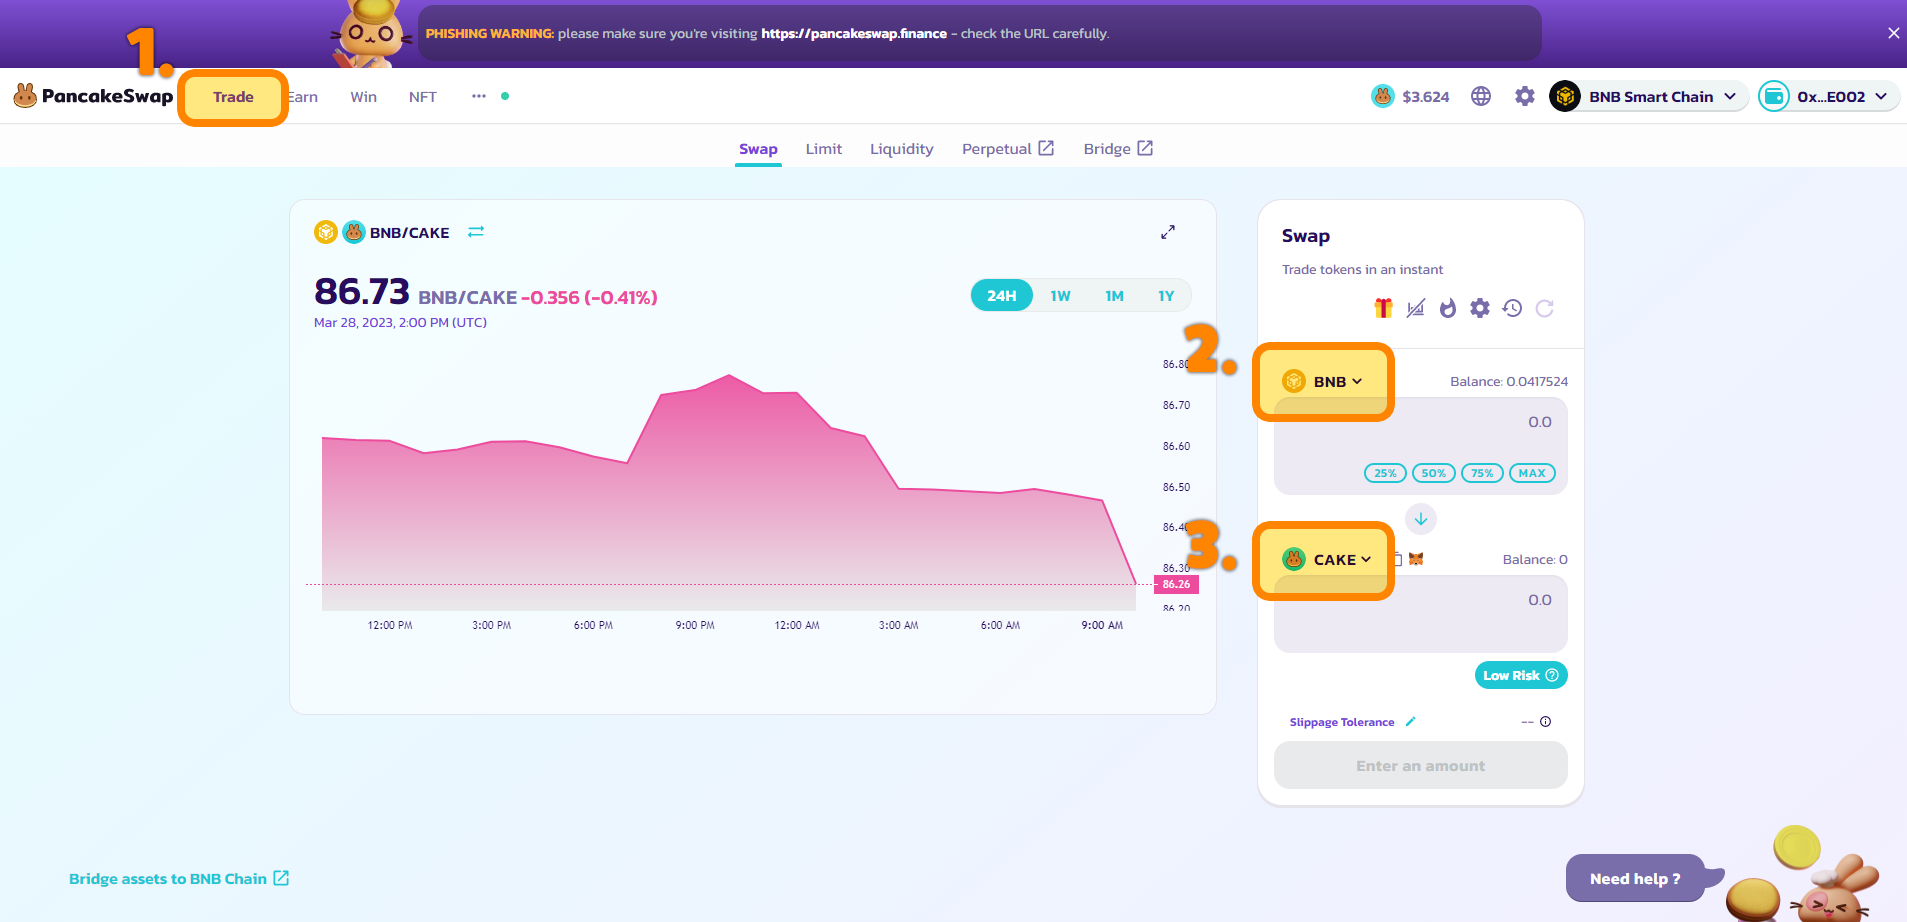 PHISHING WARNING: please make sure you're visiting https://pancakeswap.finance - check the URL carefully.
1.
PancakeSwap
Trade
Earn
Win
NFT
$3.624
BNB Smart Chain
0x...E002
Swap
Limit
Liquidity
Perpetual
Bridge
BNB/CAKE
86.73 BNB/CAKE -0.356 (-0.41%)
Mar 28, 2023, 2:00 PM (UTC)
24H
1W
1M
1Y
86.80
86.70
86.60
86.50
86.40
86.30
86.26
86.20
12:00 PM
3:00 PM
6:00 PM
9:00 PM
12:00 AM
3:00 AM
6:00 AM
9:00 AM
Swap
Trade tokens in an instant
2.
BNB
Balance: 0.0417524
0.0
25%
50%
75%
MAX
3.
CAKE
Balance: 0
0.0
Low Risk
Slippage Tolerance
--
Enter an amount
Bridge assets to BNB Chain
Need help ?